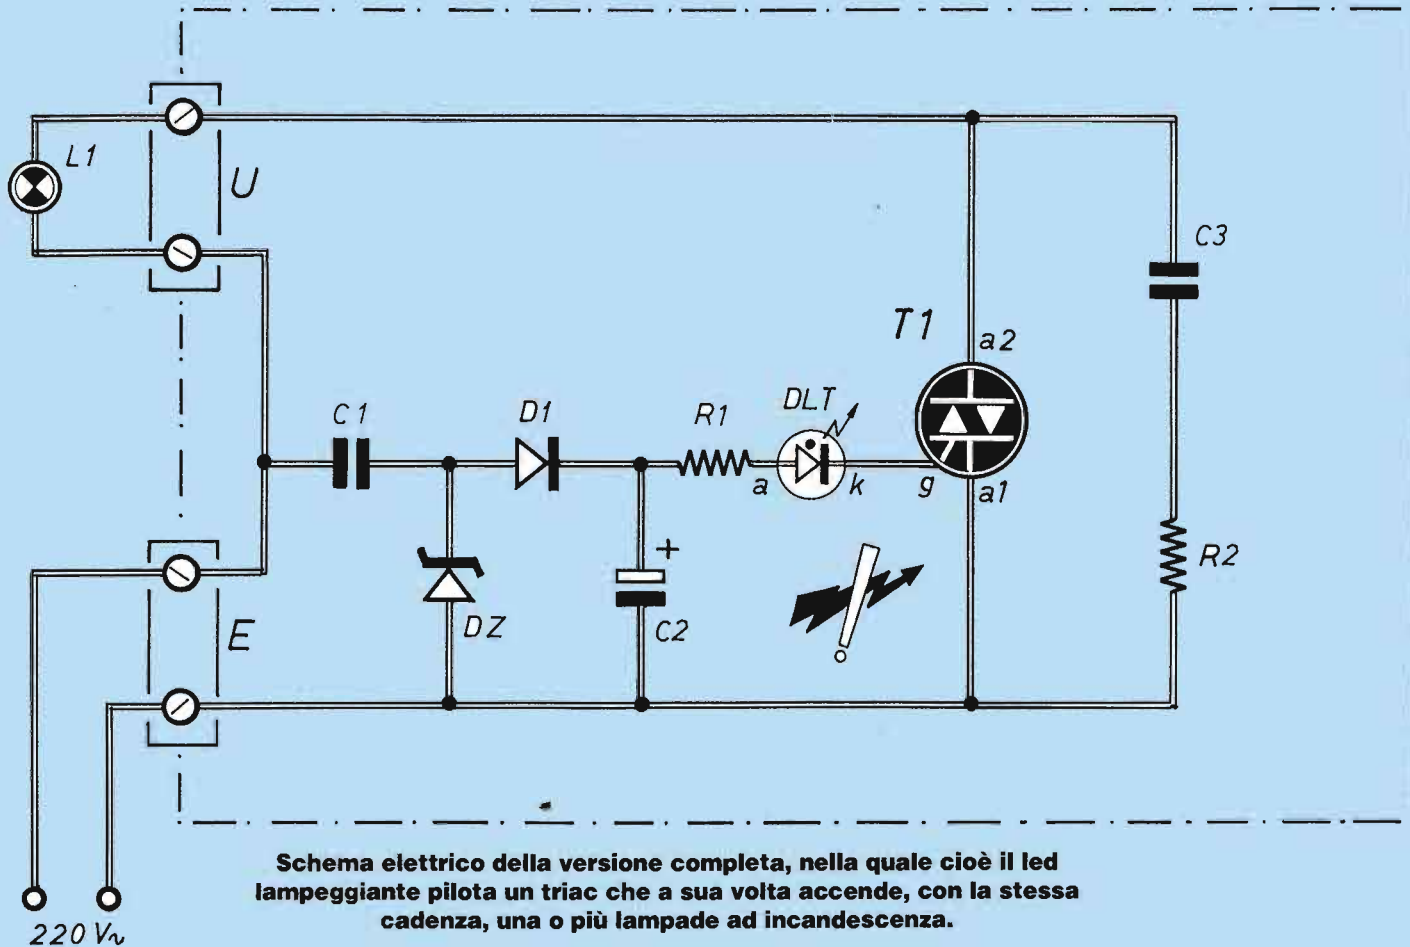 L1
U
C3
T1
a2
C1
D1
R1
DLT
a
k
g
a1
+
DZ
C2
R2
E
220 V~
Schema elettrico della versione completa, nella quale cioè il led
lampeggiante pilota un triac che a sua volta accende, con la stessa
cadenza, una o più lampade ad incandescenza.